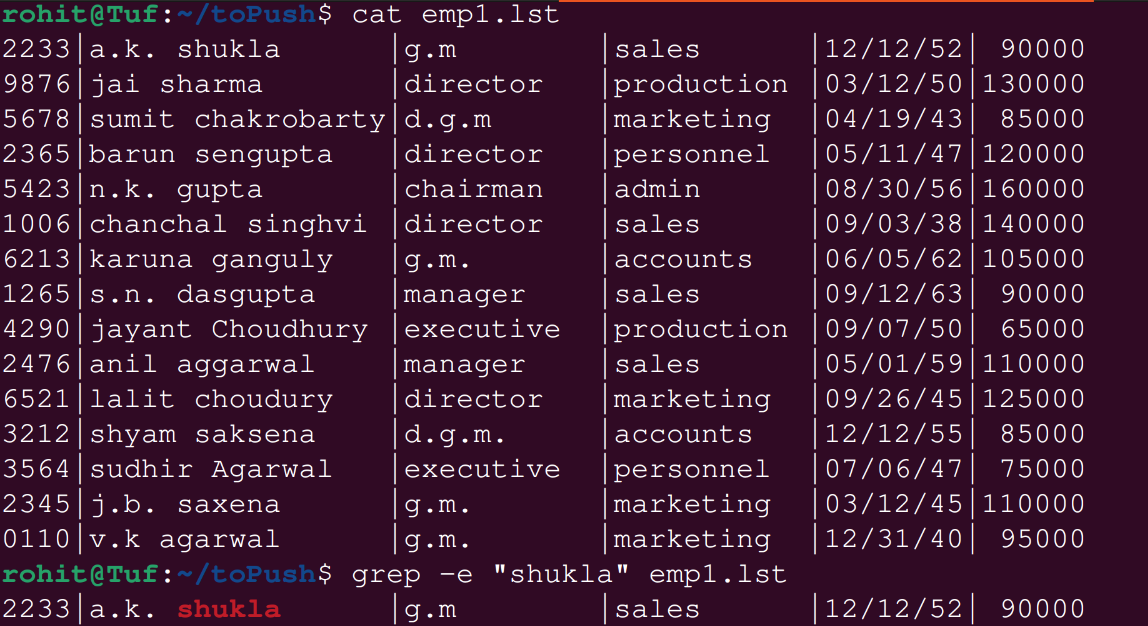 rohit@Tuf:~/toPush$ cat emp1.lst
2233|a.k. shukla      |g.m        |sales      |12/12/52| 90000
9876|jai sharma       |director   |production |03/12/50|130000
5678|sumit chakrobarty|d.g.m      |marketing  |04/19/43| 85000
2365|barun sengupta   |director   |personnel  |05/11/47|120000
5423|n.k. gupta       |chairman   |admin      |08/30/56|160000
1006|chanchal singhvi |director   |sales      |09/03/38|140000
6213|karuna ganguly   |g.m.       |accounts   |06/05/62|105000
1265|s.n. dasgupta    |manager    |sales      |09/12/63| 90000
4290|jayant Choudhury |executive  |production |09/07/50| 65000
2476|anil aggarwal    |manager    |sales      |05/01/59|110000
6521|lalit choudury   |director   |marketing  |09/26/45|125000
3212|shyam saksena    |d.g.m.     |accounts   |12/12/55| 85000
3564|sudhir Agarwal   |executive  |personnel  |07/06/47| 75000
2345|j.b. saxena      |g.m.       |marketing  |03/12/45|110000
0110|v.k agarwal      |g.m.       |marketing  |12/31/40| 95000
rohit@Tuf:~/toPush$ grep -e "shukla" emp1.lst
2233|a.k. shukla      |g.m        |sales      |12/12/52| 90000